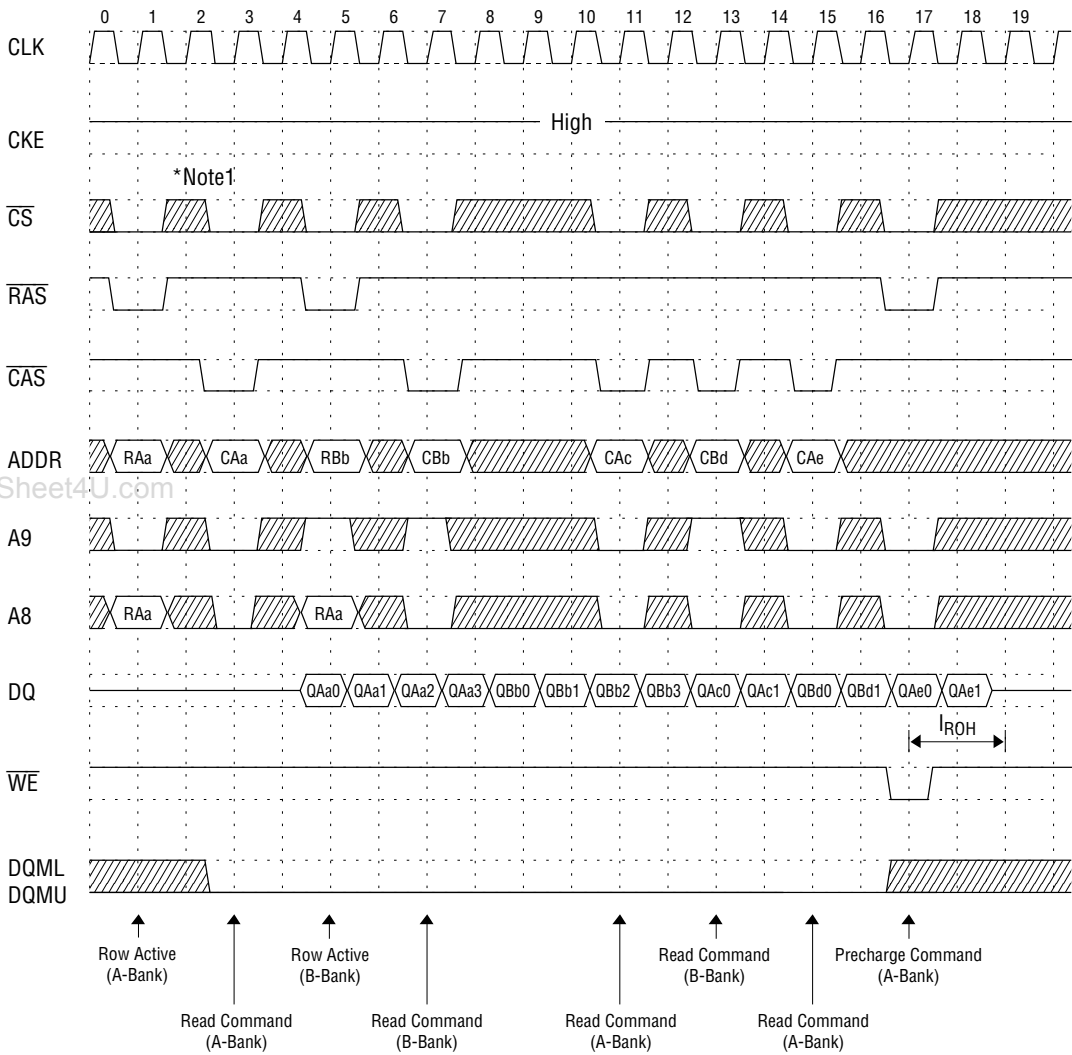 0 1 2 3 4 5 6 7 8 9 10 11 12 13 14 15 16 17 18 19
CLK
CKE
High
*Note1
CS
RAS
CAS
ADDR
RAa CAa RBb CBb CAc CBd CAe
Sheet4U.com
A9
A8
RAa RAa
DQ
QAa0 QAa1 QAa2 QAa3 QBb0 QBb1 QBb2 QBb3 QAc0 QAc1 QBd0 QBd1 QAe0 QAe1
IROH
WE
DQML
DQMU
Row Active
(A-Bank)
Row Active
(B-Bank)
Read Command
(B-Bank)
Precharge Command
(A-Bank)
Read Command
(A-Bank)
Read Command
(B-Bank)
Read Command
(A-Bank)
Read Command
(A-Bank)